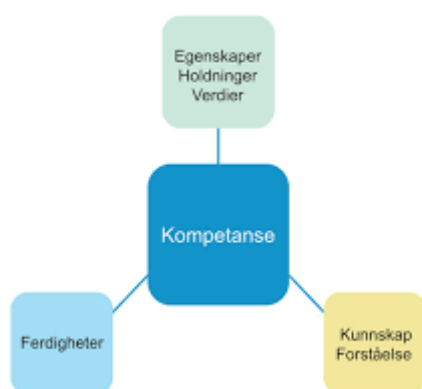 Egenskaper
Holdninger
Verdier
Kompetanse
Ferdigheter
Kunnskap
Forståelse